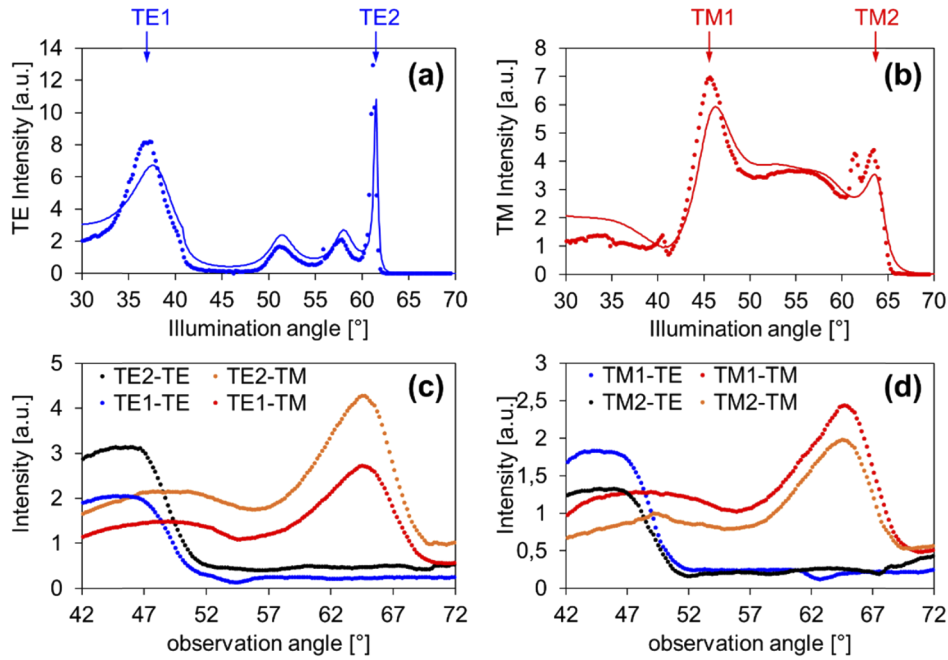 TE1 TE2 TM1 TM2
(a) (b)
TE Intensity [a.u.]
14
12
10
8
6
4
2
0
30 35 40 45 50 55 60 65 70
Illumination angle [°]
TM Intensity [a.u.]
8
7
6
5
4
3
2
1
0
30 35 40 45 50 55 60 65 70
Illumination angle [°]
(c)
Intensity [a.u.]
5
4
3
2
1
0
TE2-TE TE2-TM
TE1-TE TE1-TM
42 47 52 57 62 67 72
observation angle [°]
(d)
Intensity [a.u.]
3
2,5
2
1,5
1
0,5
0
TM1-TE TM1-TM
TM2-TE TM2-TM
42 47 52 57 62 67 72
observation angle [°]